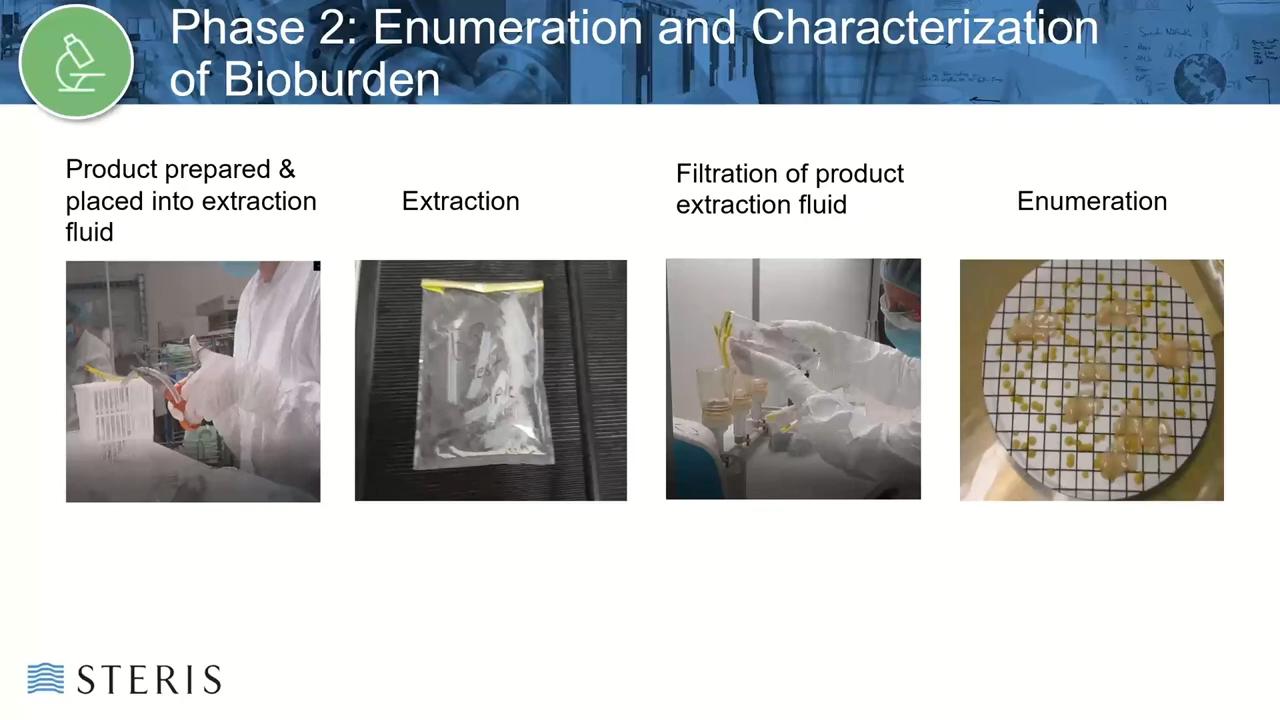 Phase 2: Enumeration and Characterization
of Bioburden
Product prepared &
placed into extraction
fluid
Extraction
Filtration of product
extraction fluid
Enumeration
STERIS